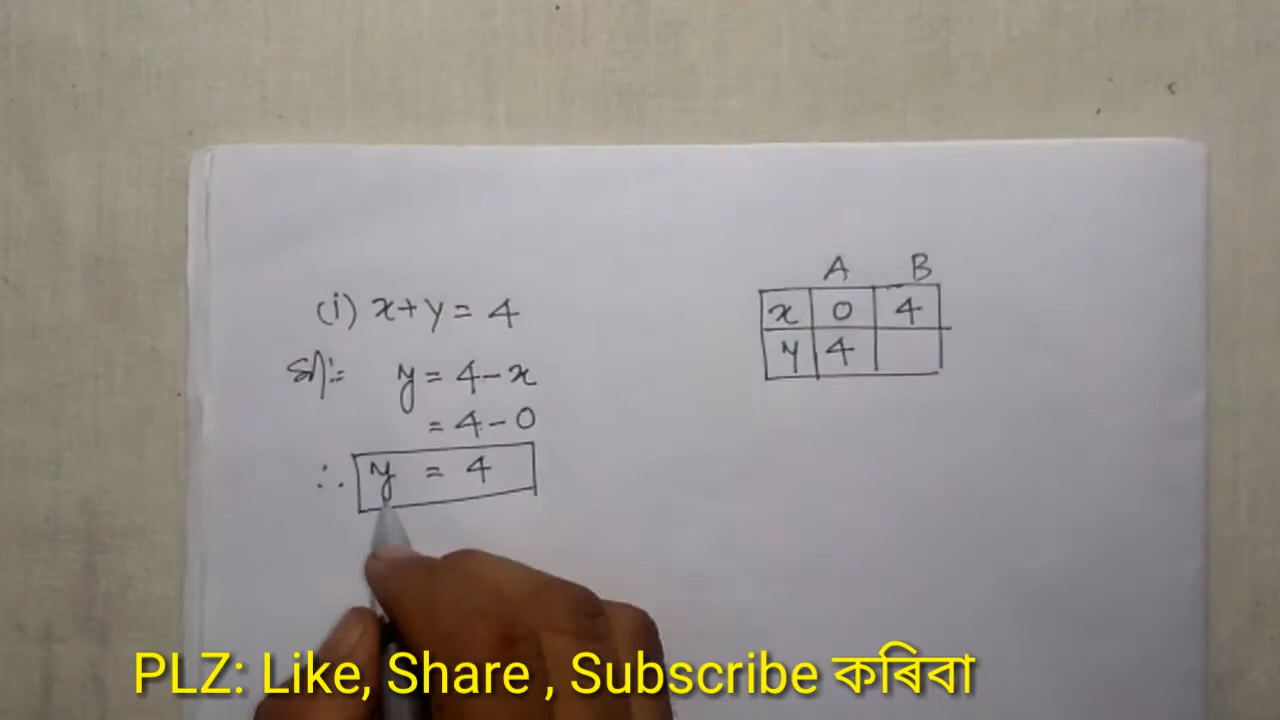 (i) x+y = 4
Sol:- y = 4-x
= 4-0
∴ y = 4
A B
x 0 4
y 4
PLZ: Like, Share , Subscribe কৰিবা